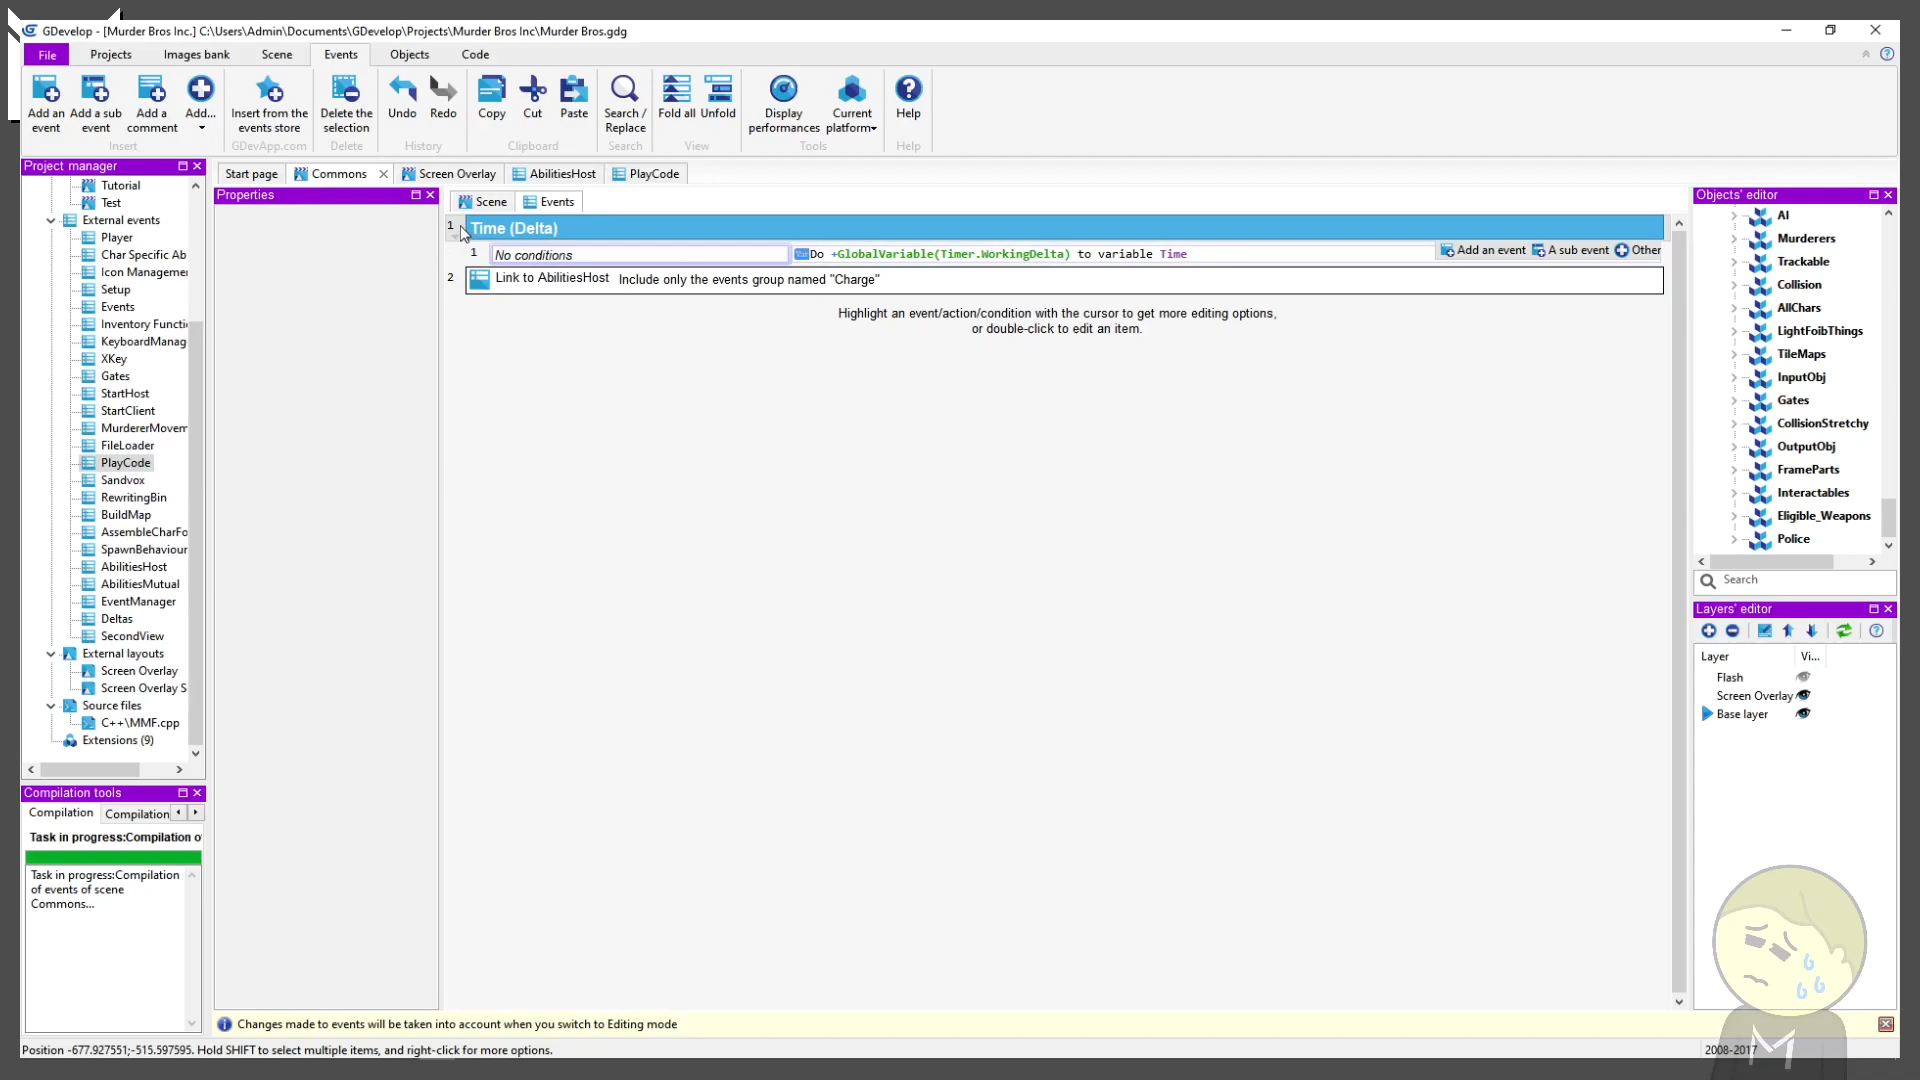 GDevelop - [Murder Bros Inc.] C:\Users\Admin\Documents\GDevelop\Projects\Murder Bros Inc\Murder Bros.gdg
File Projects Images bank Scene Events Objects Code
Add an event
Add a sub event
Add a comment
Add...
Insert
Insert from the events store
GDevApp.com
Delete the selection
Delete
Undo Redo
History
Copy Cut Paste
Clipboard
Search / Replace
Search
Fold all Unfold
View
Display performances
Current platform
Tools
Help
Help
Project manager
Tutorial
Test
External events
Player
Char Specific Ab
Icon Managemer
Setup
Events
Inventory Functi
KeyboardManag
XKey
Gates
StartHost
StartClient
MurdererMovem
FileLoader
PlayCode
Sandvox
RewritingBin
BuildMap
AssembleCharFo
SpawnBehaviour
AbilitiesHost
AbilitiesMutual
EventManager
Deltas
SecondView
External layouts
Screen Overlay
Screen Overlay S
Source files
C++\MMF.cpp
Extensions (9)
Compilation tools
Compilation Compilation
Task in progress:Compilation o
Task in progress:Compilation
of events of scene
Commons...
Start page Commons Screen Overlay AbilitiesHost PlayCode
Properties
Scene Events
1 Time (Delta)
1 No conditions Var Do +GlobalVariable(Timer.WorkingDelta) to variable Time Add an event A sub event Other
2 Link to AbilitiesHost Include only the events group named "Charge"
Highlight an event/action/condition with the cursor to get more editing options,
or double-click to edit an item.
Objects' editor
AI
Murderers
Trackable
Collision
AllChars
LightFoibThings
TileMaps
InputObj
Gates
CollisionStretchy
OutputObj
FrameParts
Interactables
Eligible_Weapons
Police
Search
Layers' editor
Layer Vi...
Flash
Screen Overlay
Base layer
Changes made to events will be taken into account when you switch to Editing mode
Position -677.927551;-515.597595. Hold SHIFT to select multiple items, and right-click for more options.
2008-2017